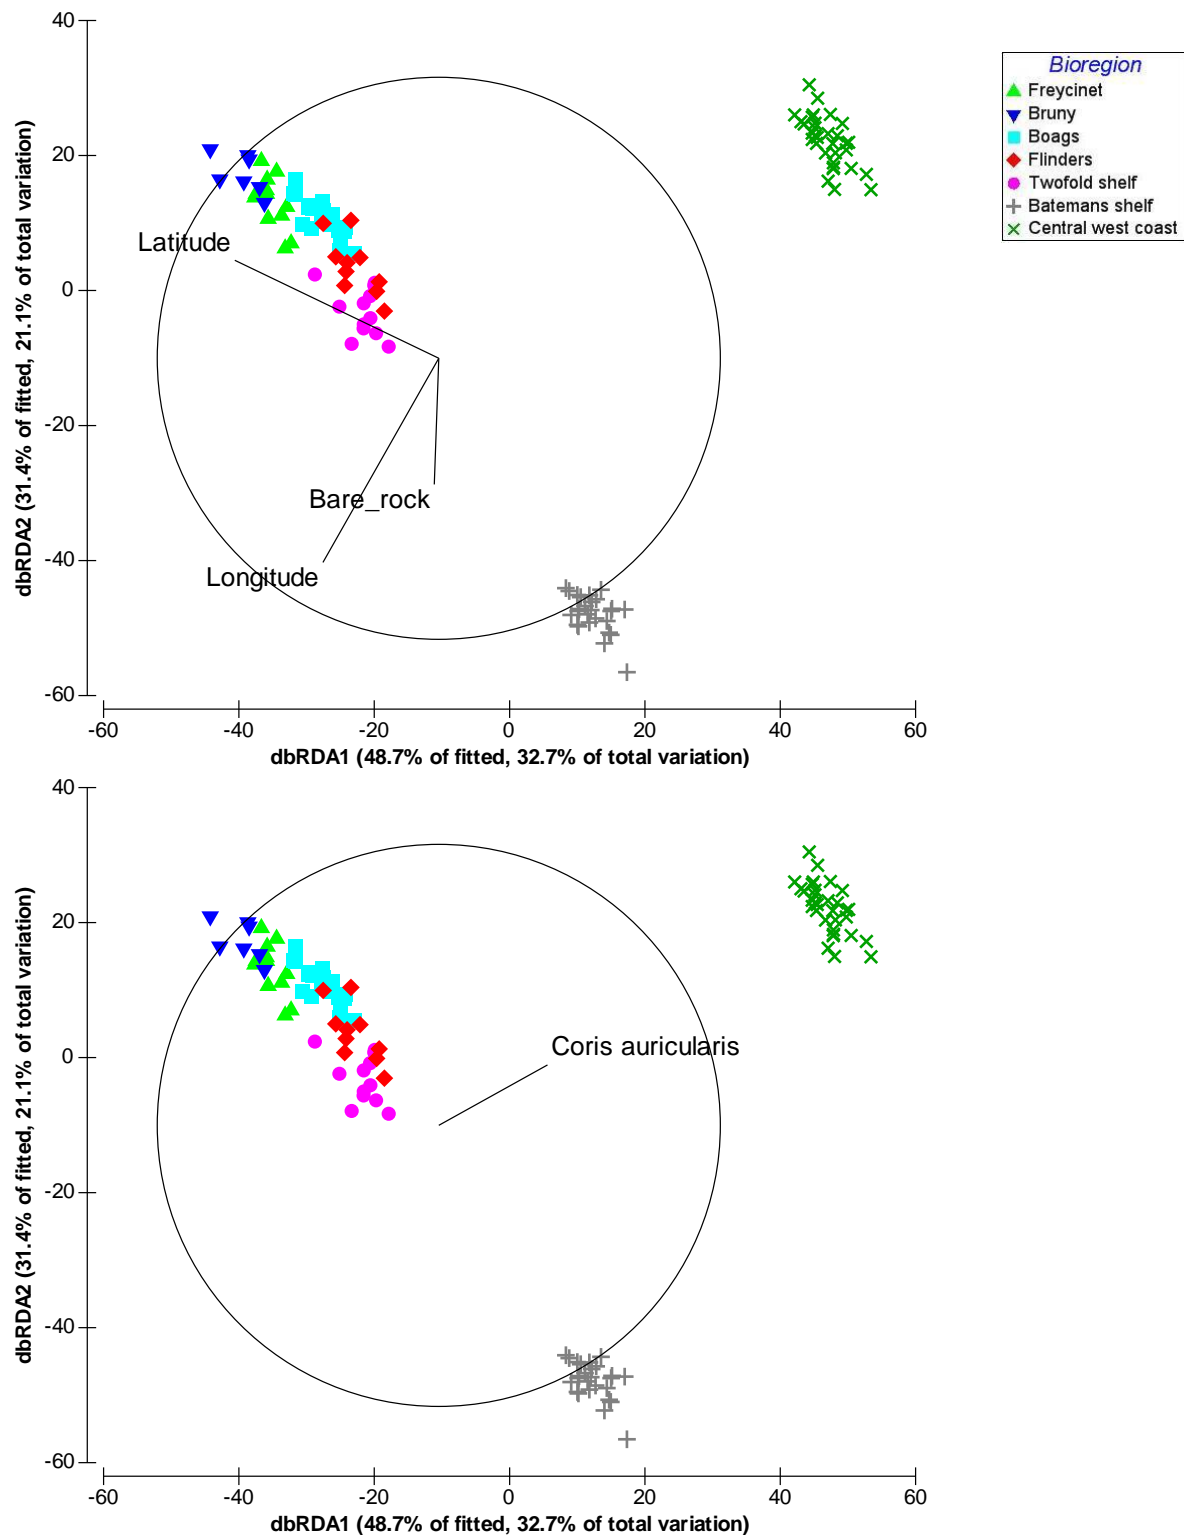 40
20
0
-20
-40
-60
dbRDA2 (31.4% of fitted, 21.1% of total variation)
Latitude
Bare_rock
Longitude
-60 -40 -20 0 20 40 60
dbRDA1 (48.7% of fitted, 32.7% of total variation)
Bioregion
Freycinet
Bruny
Boags
Flinders
Twofold shelf
Batemans shelf
Central west coast
40
20
0
-20
-40
-60
dbRDA2 (31.4% of fitted, 21.1% of total variation)
Coris auricularis
-60 -40 -20 0 20 40 60
dbRDA1 (48.7% of fitted, 32.7% of total variation)